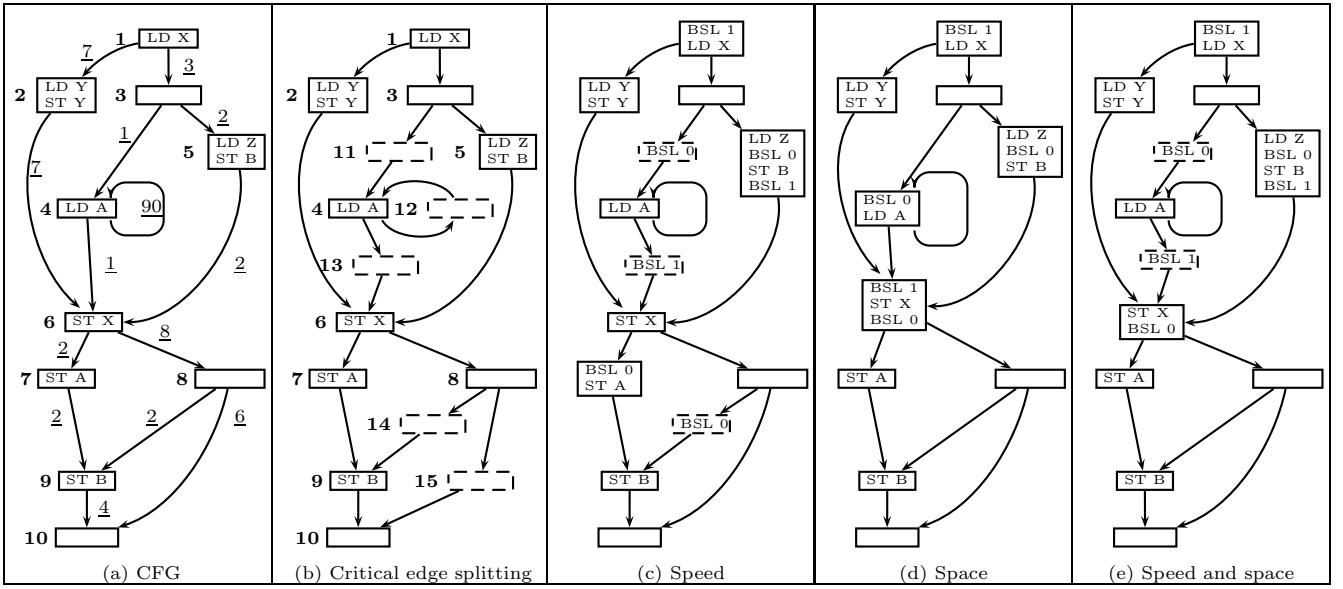 1
LD X
7
3
2
LD Y
ST Y
3
1
2
5
LD Z
ST B
7
4
LD A
90
1
2
6
ST X
8
2
7
ST A
8
2
2
6
9
ST B
4
10
(a) CFG
1
LD X
2
LD Y
ST Y
3
11
5
LD Z
ST B
4
LD A
12
13
6
ST X
7
ST A
8
14
9
ST B
15
10
(b) Critical edge splitting
BSL 1
LD X
LD Y
ST Y
BSL 0
LD Z
BSL 0
ST B
BSL 1
LD A
BSL 1
ST X
BSL 0
ST A
BSL 0
ST B
(c) Speed
BSL 1
LD X
LD Y
ST Y
LD Z
BSL 0
ST B
BSL 0
LD A
BSL 1
ST X
BSL 0
ST A
ST B
(d) Space
BSL 1
LD X
LD Y
ST Y
BSL 0
LD Z
BSL 0
ST B
BSL 1
LD A
BSL 1
ST X
BSL 0
ST A
ST B
(e) Speed and space